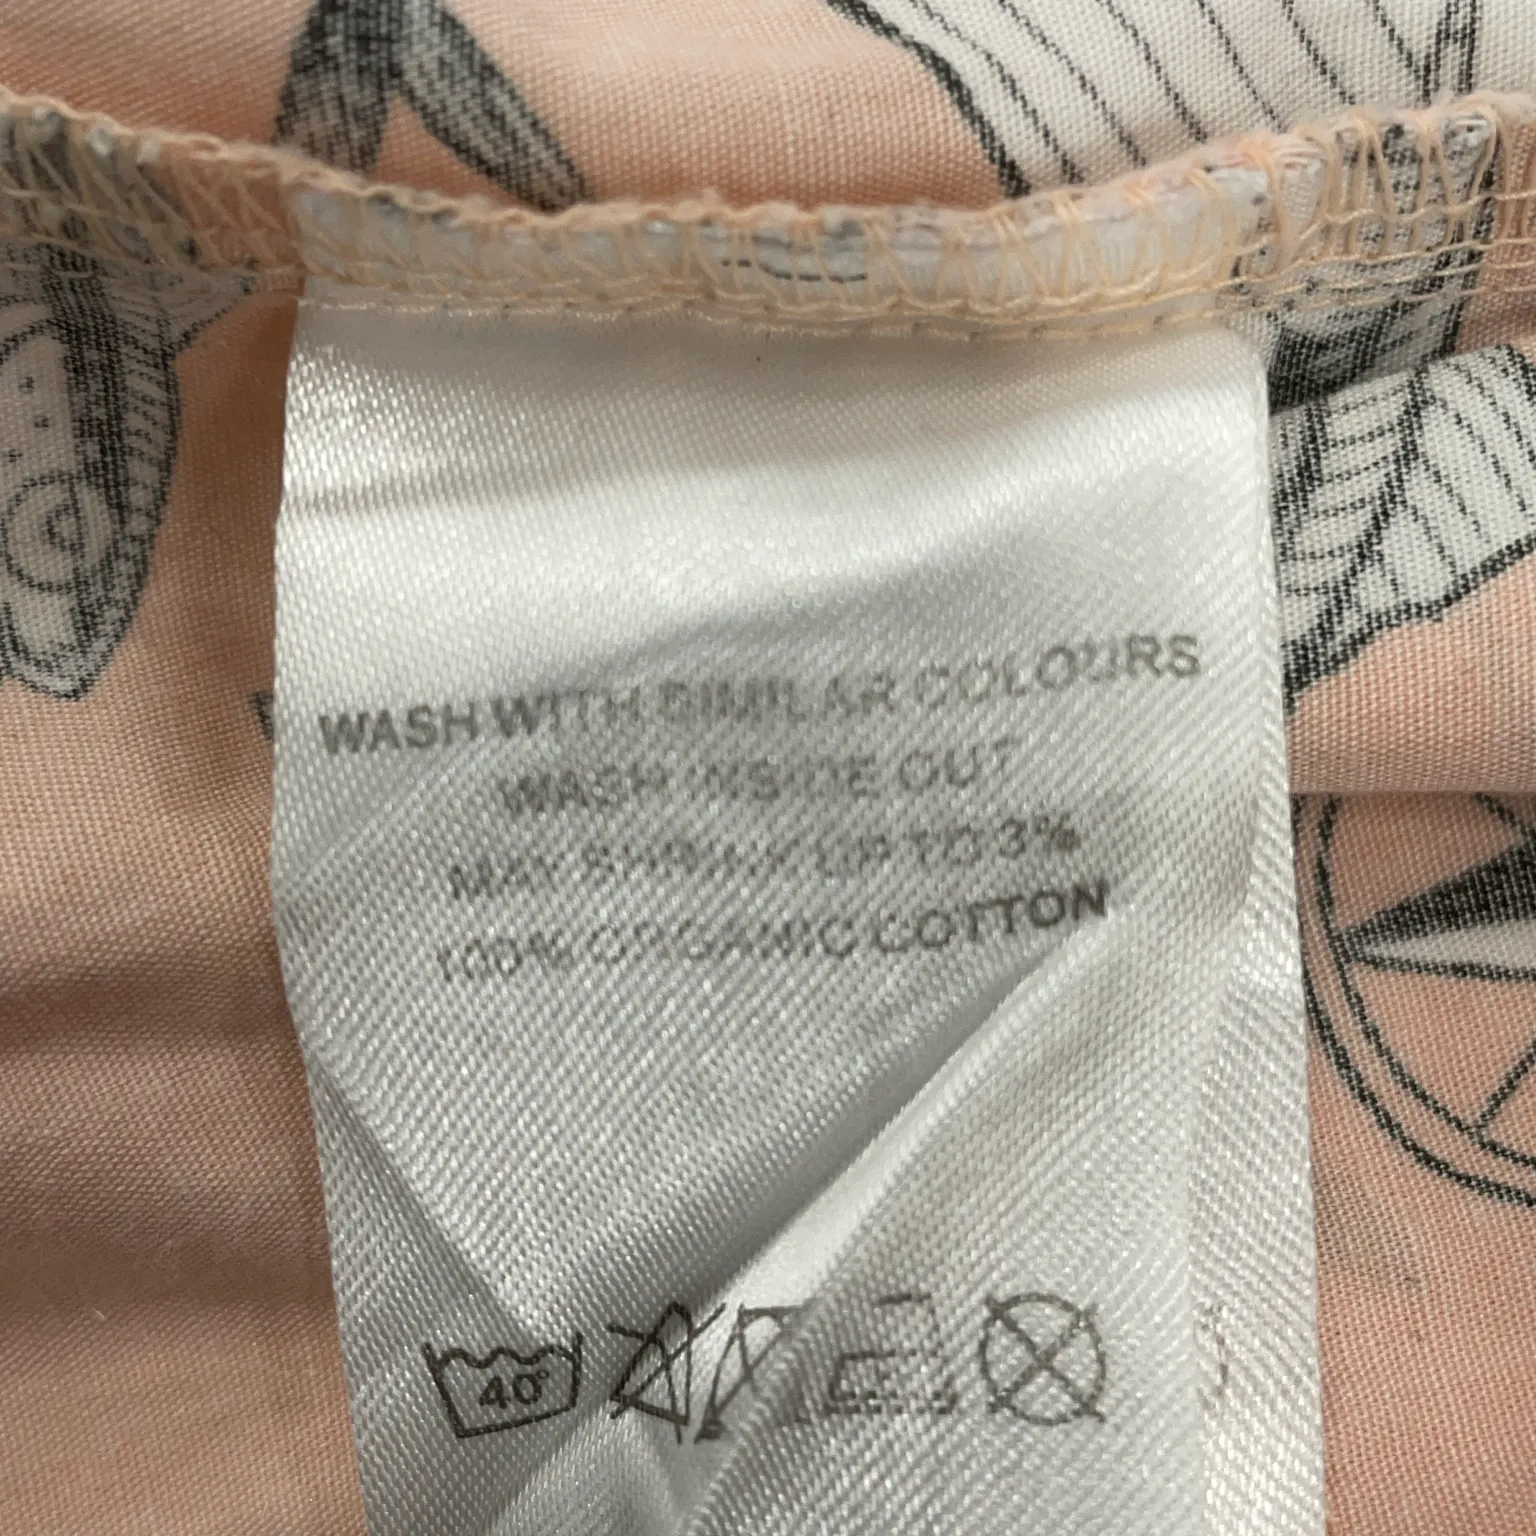 WASH WITH SIMILAR COLOURS
WASH INSIDE OUT
MAY SHRINK UP TO 3%
100% ORGANIC COTTON
40°